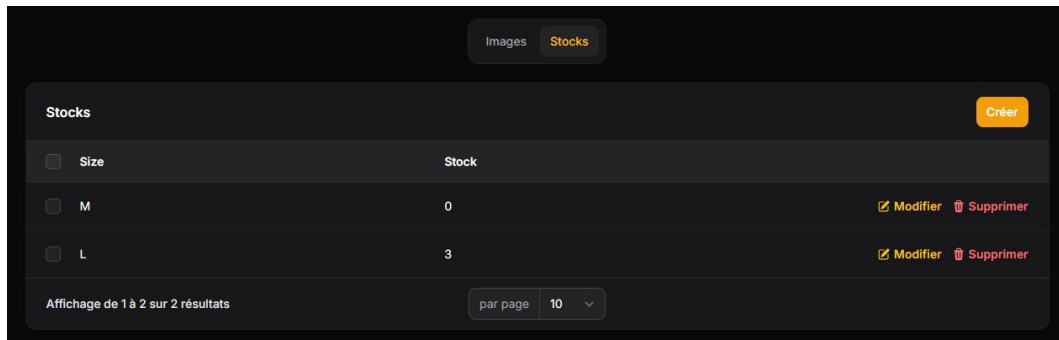 Images Stocks
Stocks Créer
Size Stock
M 0 Modifier Supprimer
L 3 Modifier Supprimer
Affichage de 1 à 2 sur 2 résultats par page 10